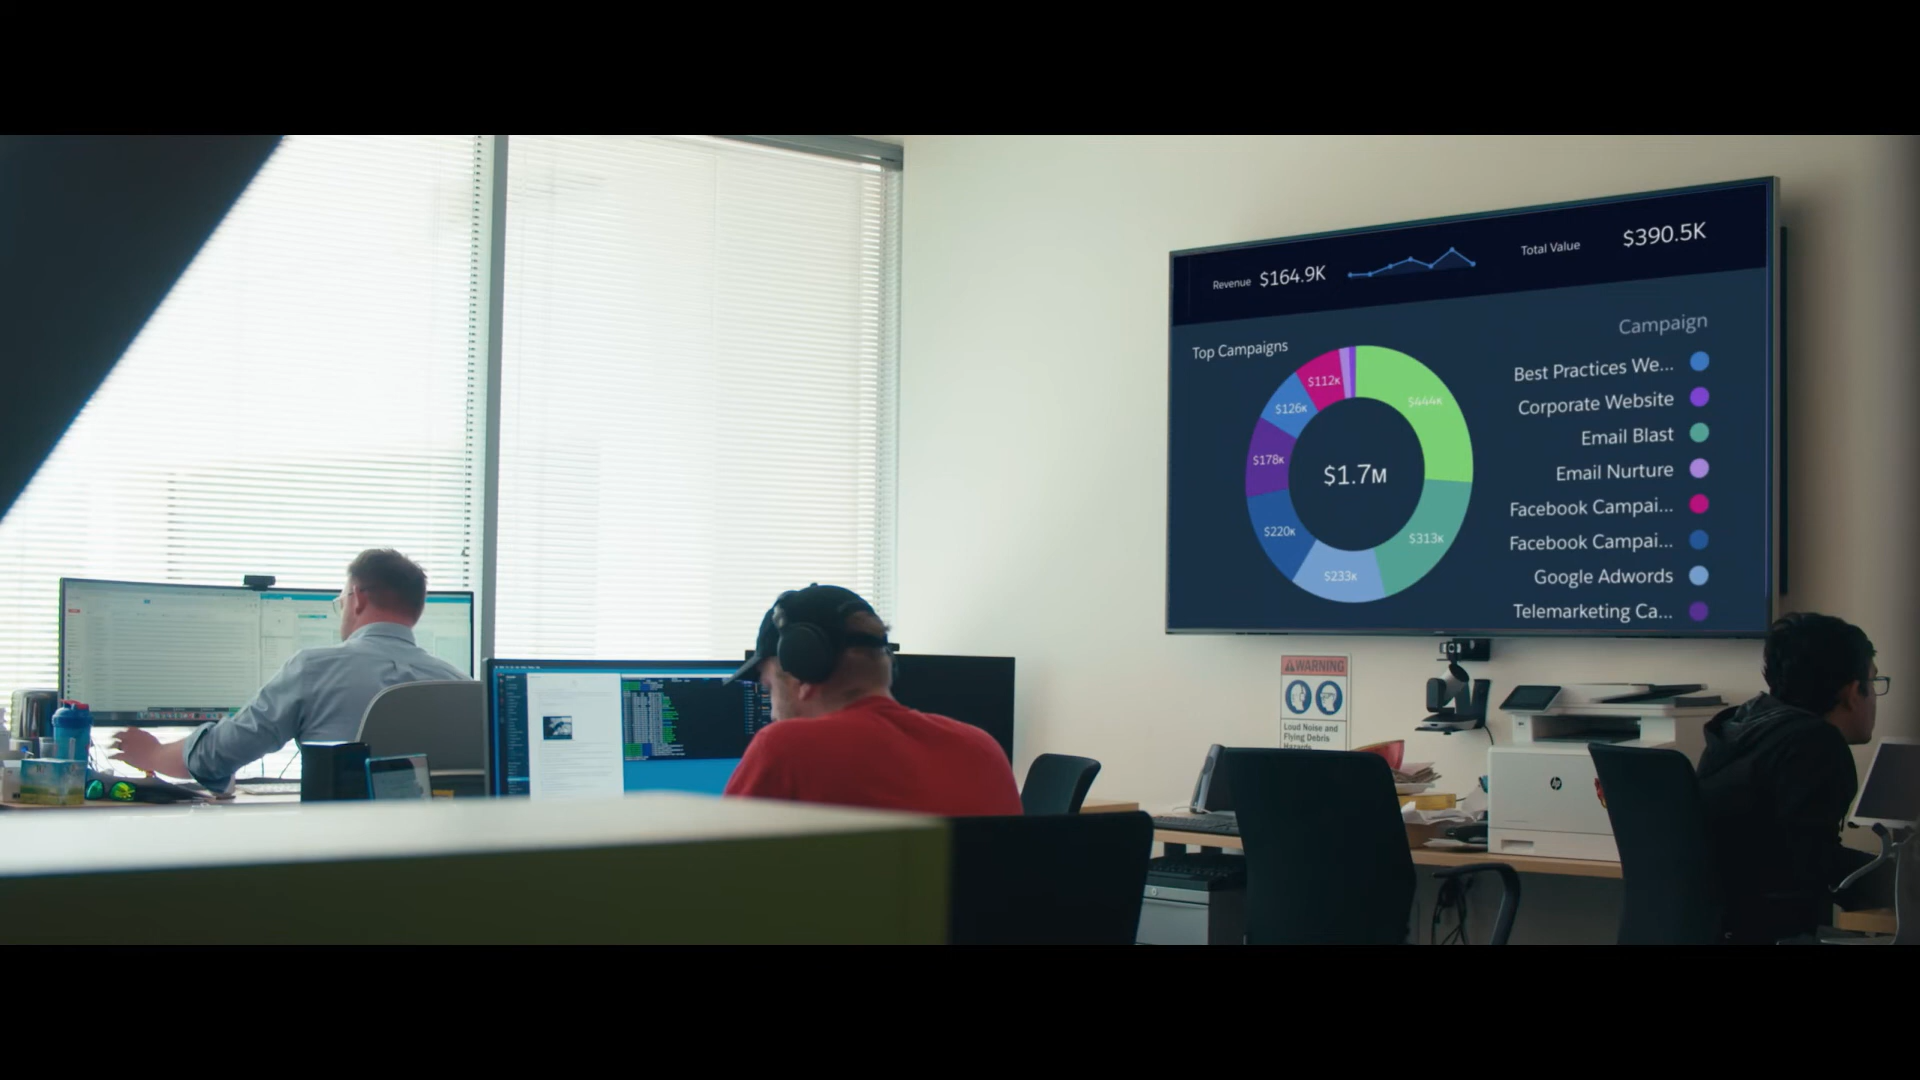 Revenue $164.9K
Total Value $390.5K
Top Campaigns
$112K
$444K
$126K
$178K
$1.7M
$220K
$313K
$233K
Campaign
Best Practices We...
Corporate Website
Email Blast
Email Nurture
Facebook Campai...
Facebook Campai...
Google Adwords
Telemarketing Ca...
WARNING
Loud Noise and
Flying Debris
Hazards
hp